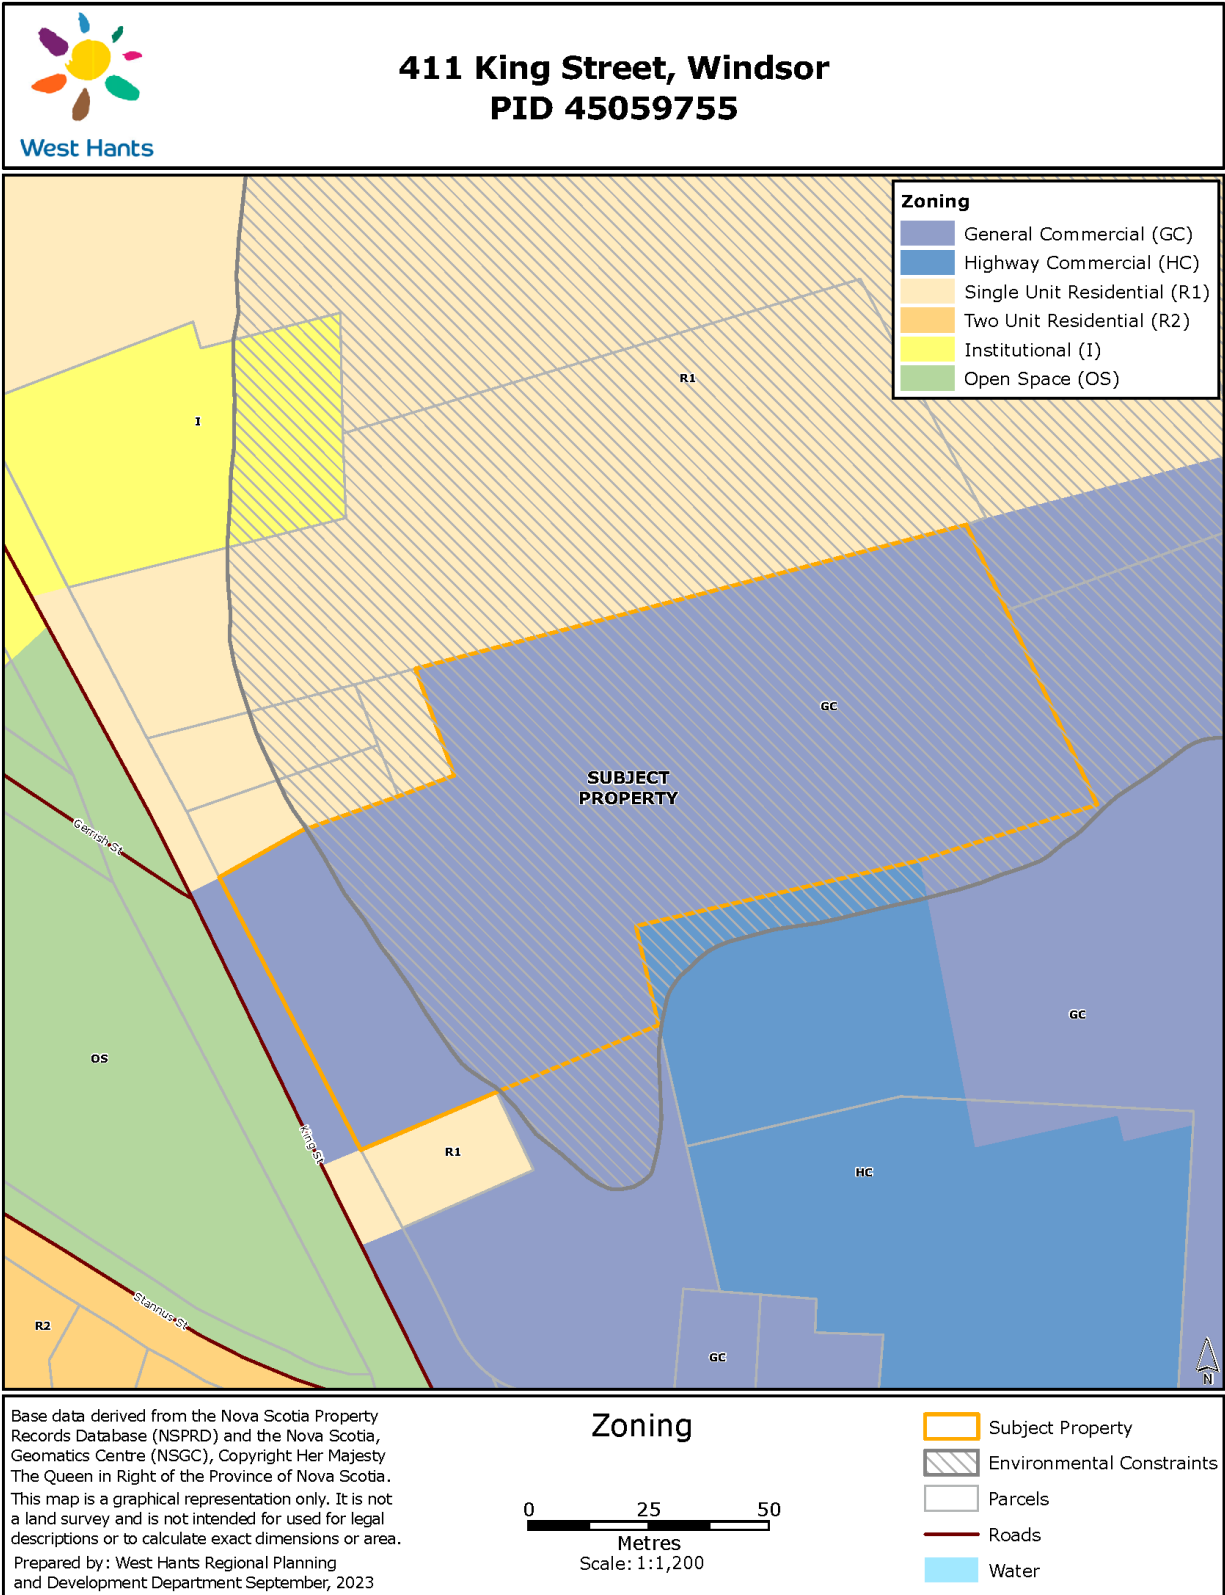 411 King Street, Windsor
PID 45059755
West Hants
Zoning
General Commercial (GC)
Highway Commercial (HC)
Single Unit Residential (R1)
Two Unit Residential (R2)
Institutional (I)
Open Space (OS)
R1
I
GC
SUBJECT
PROPERTY
Gerrish St
GC
OS
King St
R1
HC
Stannus St
R2
GC
N
Base data derived from the Nova Scotia Property
Records Database (NSPRD) and the Nova Scotia,
Geomatics Centre (NSGC), Copyright Her Majesty
The Queen in Right of the Province of Nova Scotia.
This map is a graphical representation only. It is not
a land survey and is not intended for used for legal
descriptions or to calculate exact dimensions or area.
Prepared by: West Hants Regional Planning
and Development Department September, 2023
Zoning
0 25 50
Metres
Scale: 1:1,200
Subject Property
Environmental Constraints
Parcels
Roads
Water